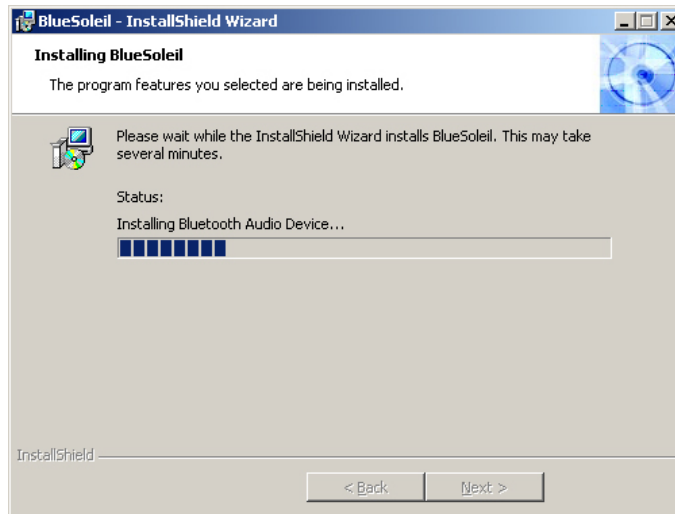 BlueSoleil - InstallShield Wizard
Installing BlueSoleil
The program features you selected are being installed.
Please wait while the InstallShield Wizard installs BlueSoleil. This may take
several minutes.
Status:
Installing Bluetooth Audio Device...
InstallShield
< Back Next >